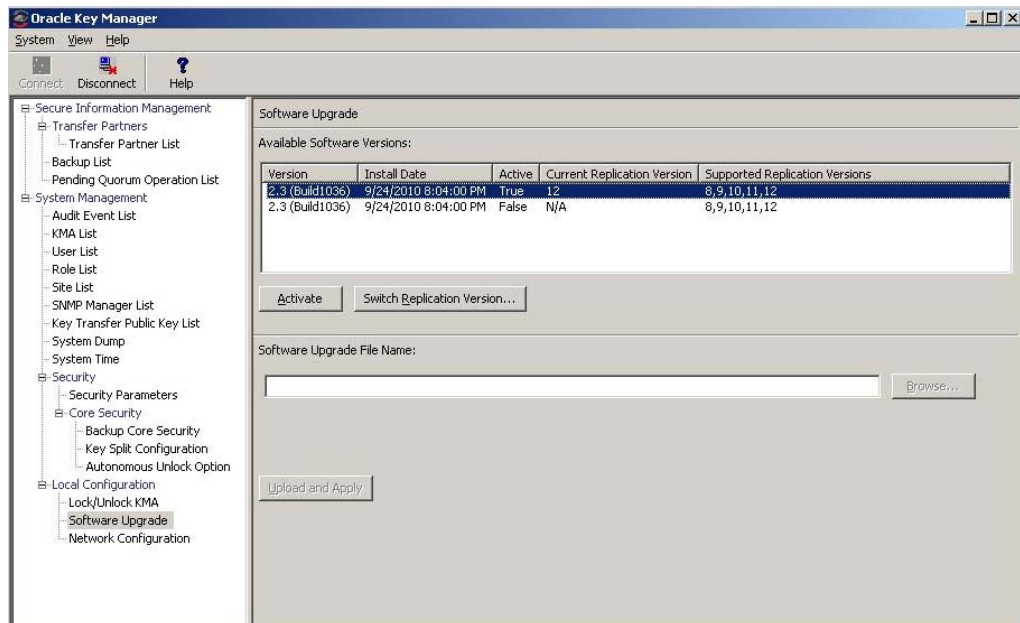 Oracle Key Manager
System View Help
Connect Disconnect Help
Secure Information Management
Transfer Partners
Transfer Partner List
Backup List
Pending Quorum Operation List
System Management
Audit Event List
KMA List
User List
Role List
Site List
SNMP Manager List
Key Transfer Public Key List
System Dump
System Time
Security
Security Parameters
Core Security
Backup Core Security
Key Split Configuration
Autonomous Unlock Option
Local Configuration
Lock/Unlock KMA
Software Upgrade
Network Configuration
Software Upgrade
Available Software Versions:
Version Install Date Active Current Replication Version Supported Replication Versions
2.3 (Build1036) 9/24/2010 8:04:00 PM True 12 8,9,10,11,12
2.3 (Build1036) 9/24/2010 8:04:00 PM False N/A 8,9,10,11,12
Activate Switch Replication Version...
Software Upgrade File Name:
Browse...
Upload and Apply